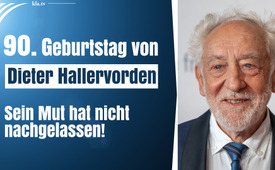 kla.tv
90. Geburtstag von
Dieter Hallervorden
Sein Mut hat nicht
nachgelassen!